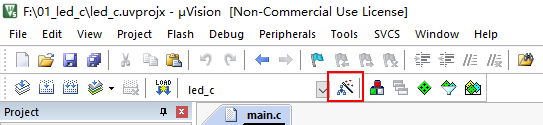 F:\01_led_c\led_c.uvprojx - µVision  [Non-Commercial Use License]
File Edit View Project Flash Debug Peripherals Tools SVCS Window Help
LOAD led_c
Project main.c